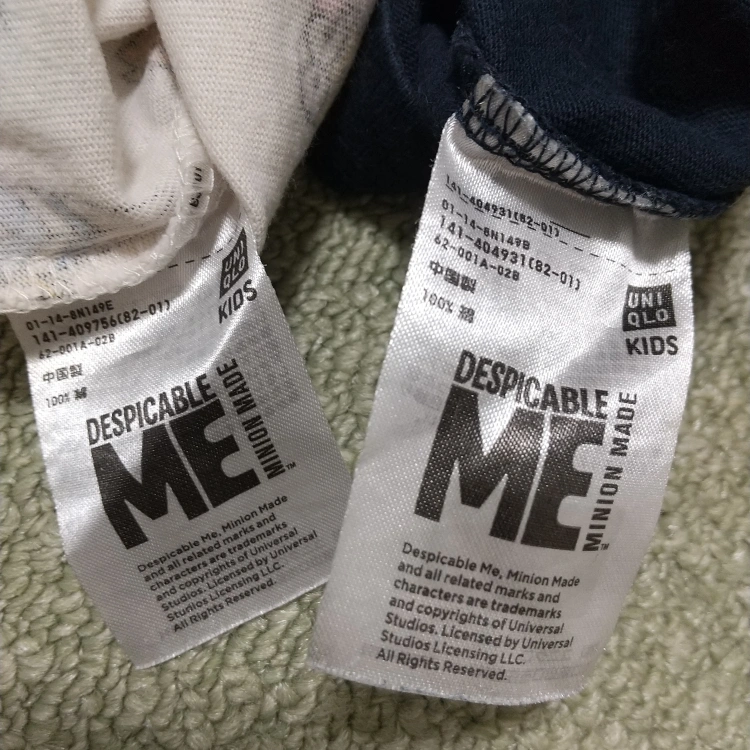 UNI
QLO
KIDS
01-14-8N149E
141-409756(82-01)
62-001A-02B
中国製
100% 綿
DESPICABLE
ME
MINION MADE
TM
Despicable Me, Minion Made
and all related marks and
characters are trademarks
and copyrights of Universal
Studios. Licensed by Universal
Studios Licensing LLC.
All Rights Reserved.
141-404931(82-01)
01-14-8N149B
141-404931(82-01)
62-001A-02B
中国製
100% 綿
UNI
QLO
KIDS
DESPICABLE
ME
MINION MADE
TM
Despicable Me, Minion Made
and all related marks and
characters are trademarks
and copyrights of Universal
Studios. Licensed by Universal
Studios Licensing LLC.
All Rights Reserved.